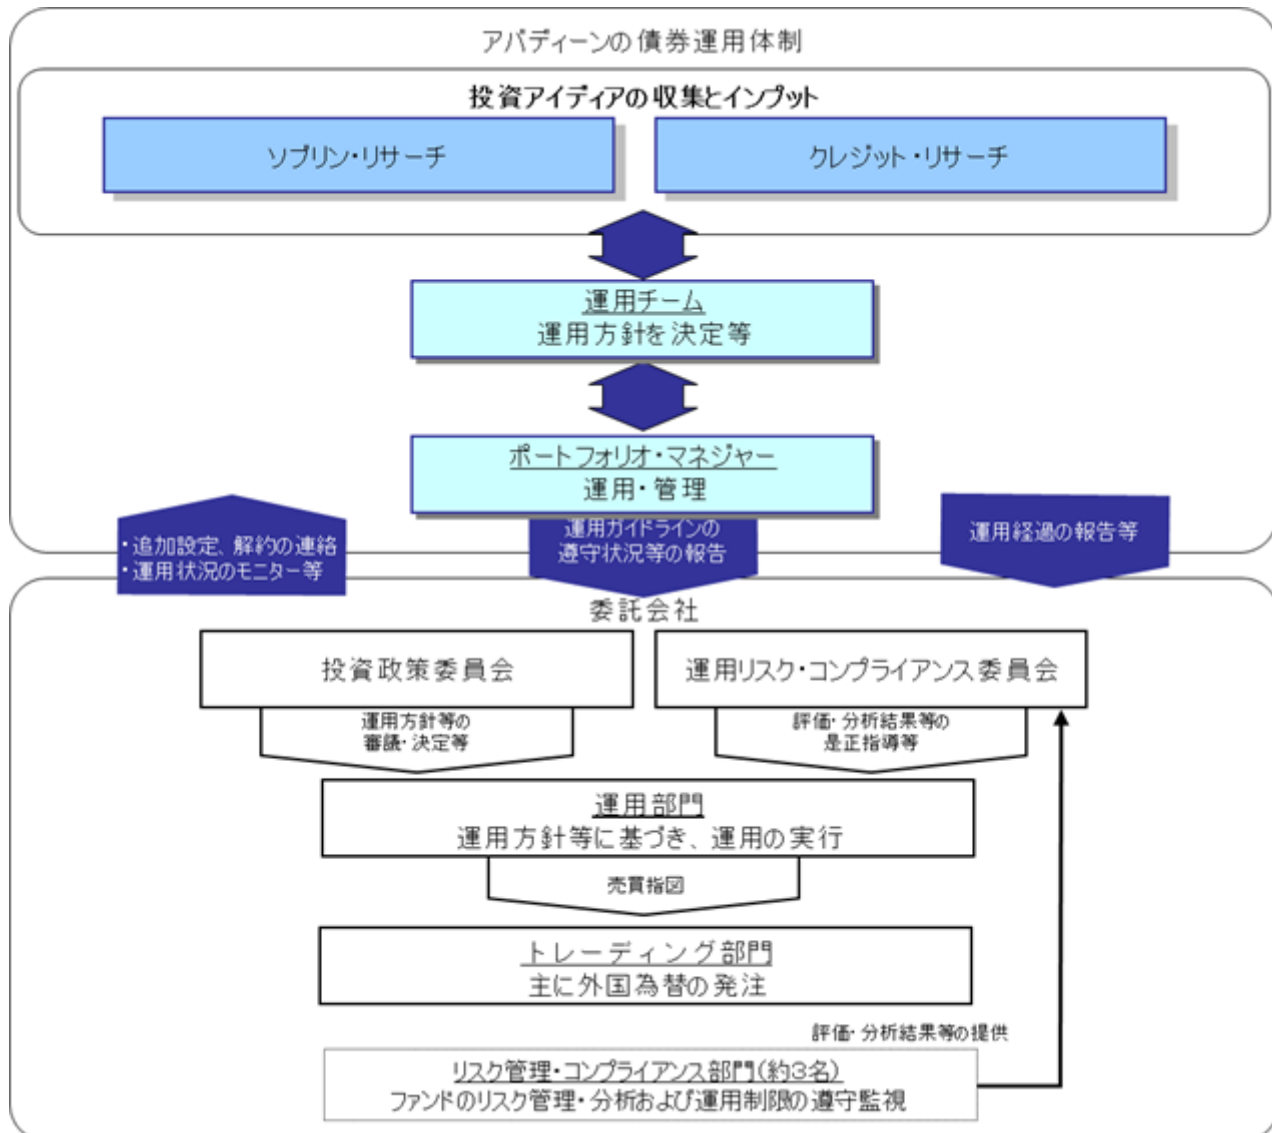 アバディーンの債券運用体制
投資アイディアの収集とインプット
ソブリン・リサーチ
クレジット・リサーチ
運用チーム
運用方針を決定等
ポートフォリオ・マネジャー
運用・管理
・追加設定、解約の連絡
・運用状況のモニター等
運用ガイドラインの
遵守状況等の報告
運用経過の報告等
委託会社
投資政策委員会
運用リスク・コンプライアンス委員会
運用方針等の
審議・決定等
評価・分析結果等の
是正指導等
運用部門
運用方針等に基づき、運用の実行
売買指図
トレーディング部門
主に外国為替の発注
評価・分析結果等の提供
リスク管理・コンプライアンス部門(約3名)
ファンドのリスク管理・分析および運用制限の遵守監視